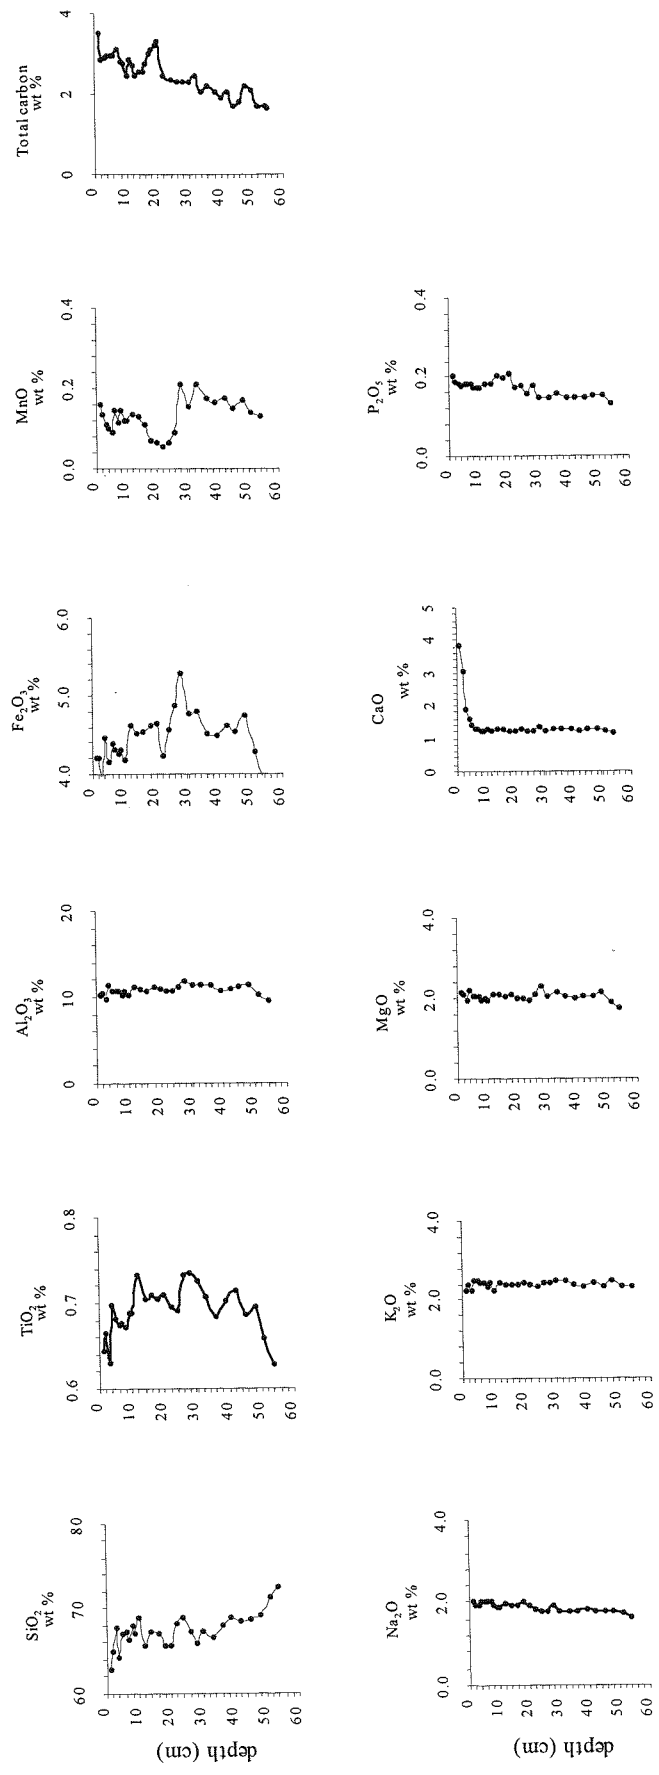 SiO₂
wt %
60 70 80
0
10
20
30
40
50
60
depth (cm)
TiO₂
wt %
0.6 0.7 0.8
0
10
20
30
40
50
60
Al₂O₃
wt %
0 10 20
0
10
20
30
40
50
60
Fe₂O₃
wt %
4.0 5.0 6.0
0
10
20
30
40
50
60
MnO
wt %
0.0 0.2 0.4
0
10
20
30
40
50
60
Total carbon
wt %
0 2 4
0
10
20
30
40
50
60
Na₂O
wt %
0.0 2.0 4.0
0
10
20
30
40
50
60
depth (cm)
K₂O
wt %
0.0 2.0 4.0
0
10
20
30
40
50
60
MgO
wt %
0.0 2.0 4.0
0
10
20
30
40
50
60
CaO
wt %
0 1 2 3 4 5
0
10
20
30
40
50
60
P₂O₅
wt %
0.0 0.2 0.4
0
10
20
30
40
50
60